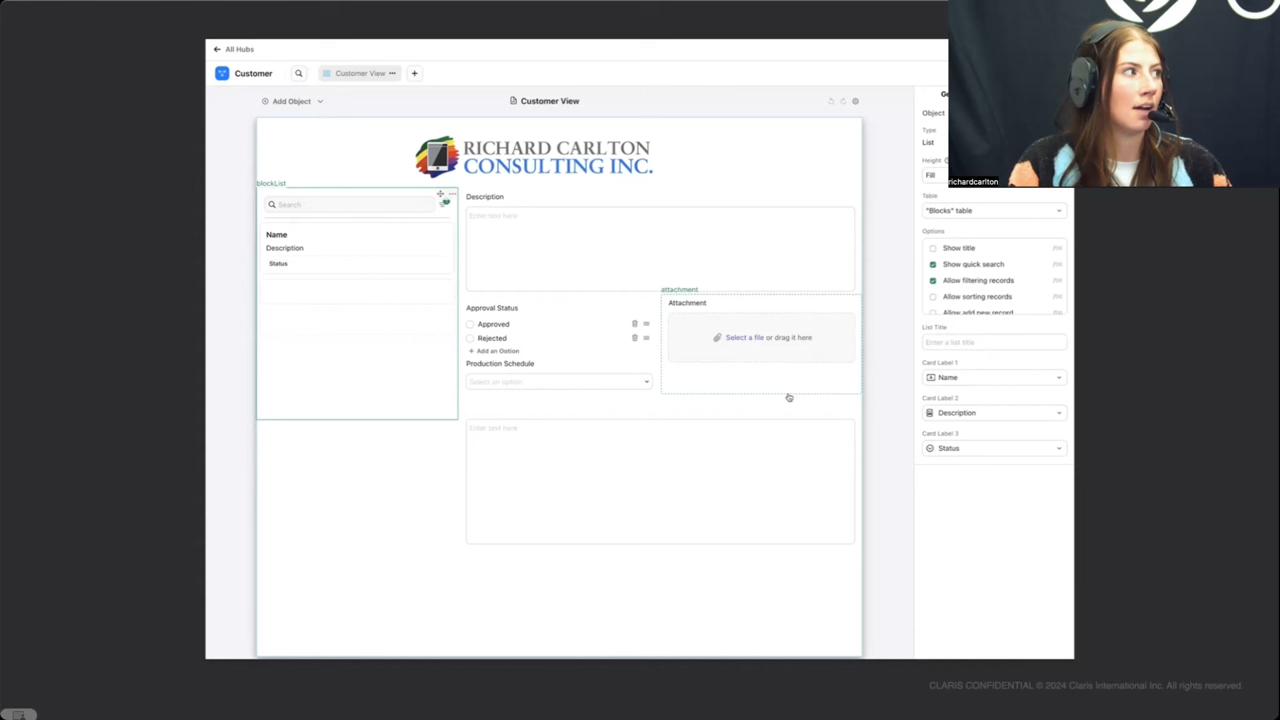 All Hubs
Customer
Customer View
Add Object
Customer View
RICHARD CARLTON
CONSULTING INC.
blockList
Search
Name
Description
Status
Description
Enter text here
Approval Status
Approved
Rejected
+ Add an Option
Production Schedule
Select an option
attachment
Attachment
Select a file or drag it here
Enter text here
Object
Type
List
Height
Fill
richardcarlton
Table
"Blocks" table
Options
Show title
Show quick search
Allow filtering records
Allow sorting records
Allow add new record
List Title
Enter a list title
Card Label 1
Name
Card Label 2
Description
Card Label 3
Status
CLARIS CONFIDENTIAL © 2024 Claris International Inc. All rights reserved.